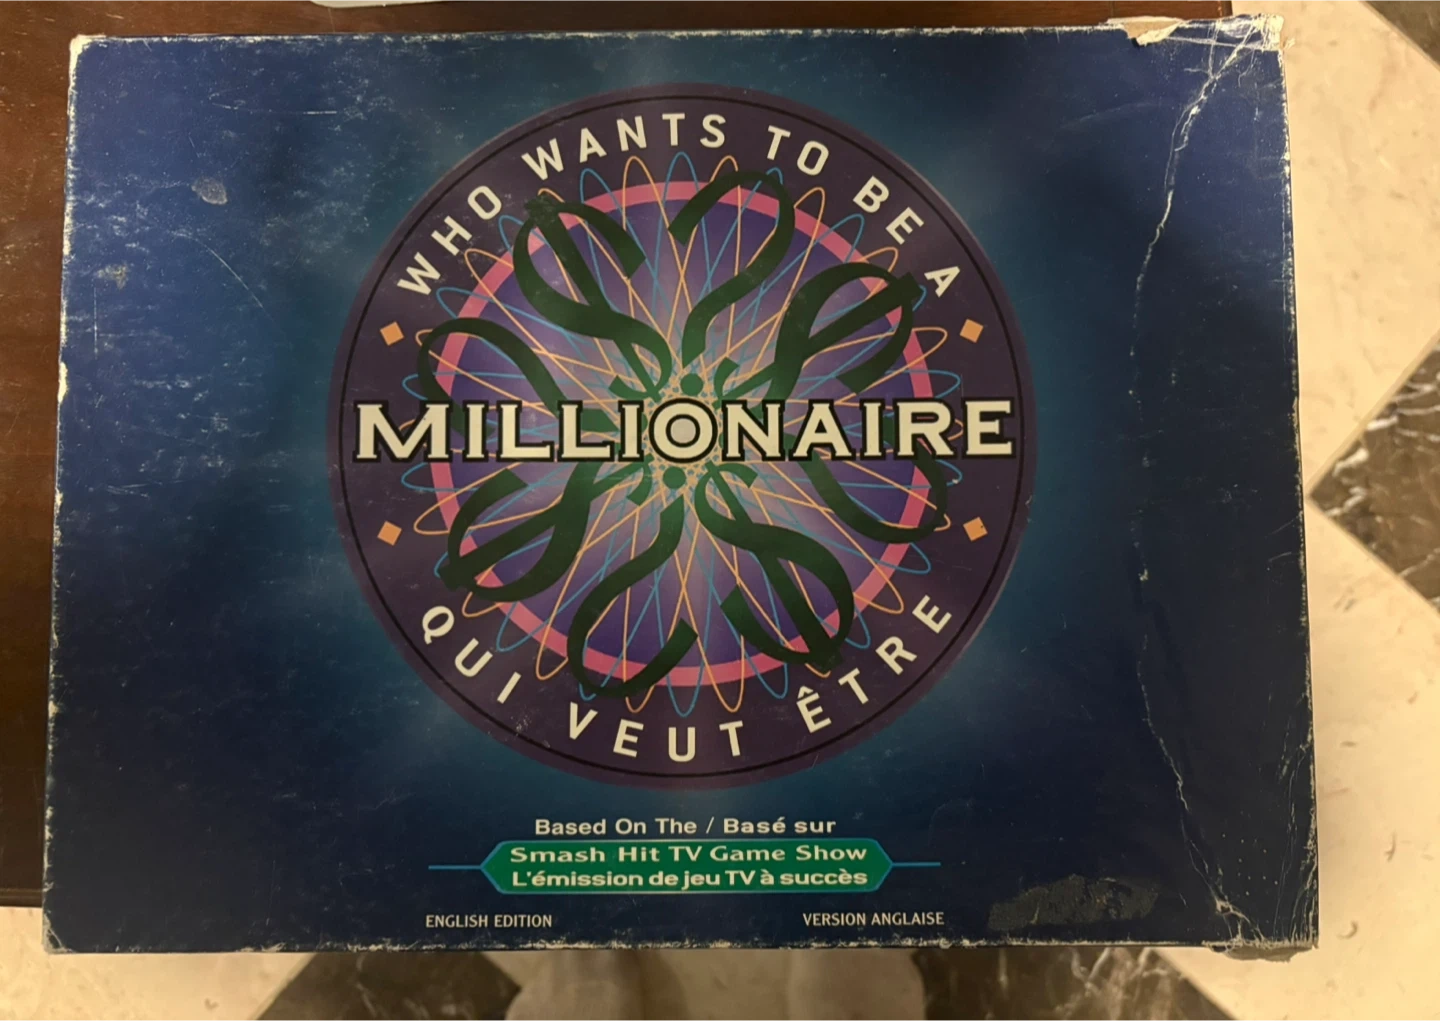 WHO WANTS TO BE A
MILLIONAIRE
QUI VEUT ÊTRE
Based On The / Basé sur
Smash Hit TV Game Show
L'émission de jeu TV à succès
ENGLISH EDITION
VERSION ANGLAISE